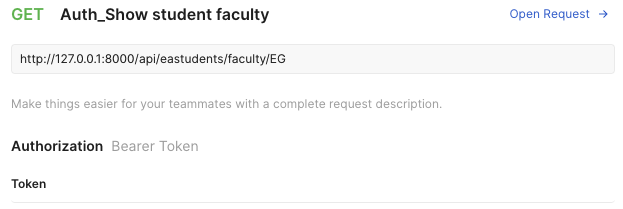 GET Auth_Show student faculty Open Request →
http://127.0.0.1:8000/api/eastudents/faculty/EG
Make things easier for your teammates with a complete request description.
Authorization Bearer Token
Token